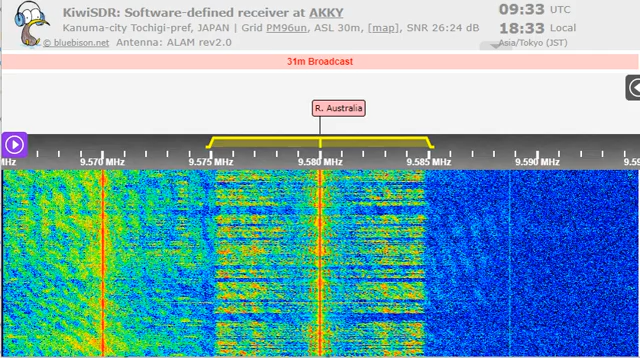 KiwiSDR: Software-defined receiver at AKKY
Kanuma-city Tochigi-pref, JAPAN | Grid PM96un, ASL 30m, [map], SNR 26:24 dB
© bluebison.net Antenna: ALAM rev2.0
09:33 UTC
18:33 Local
Asia/Tokyo (JST)
31m Broadcast
R. Australia
MHz 9.570 MHz 9.575 MHz 9.580 MHz 9.585 MHz 9.590 MHz 9.59